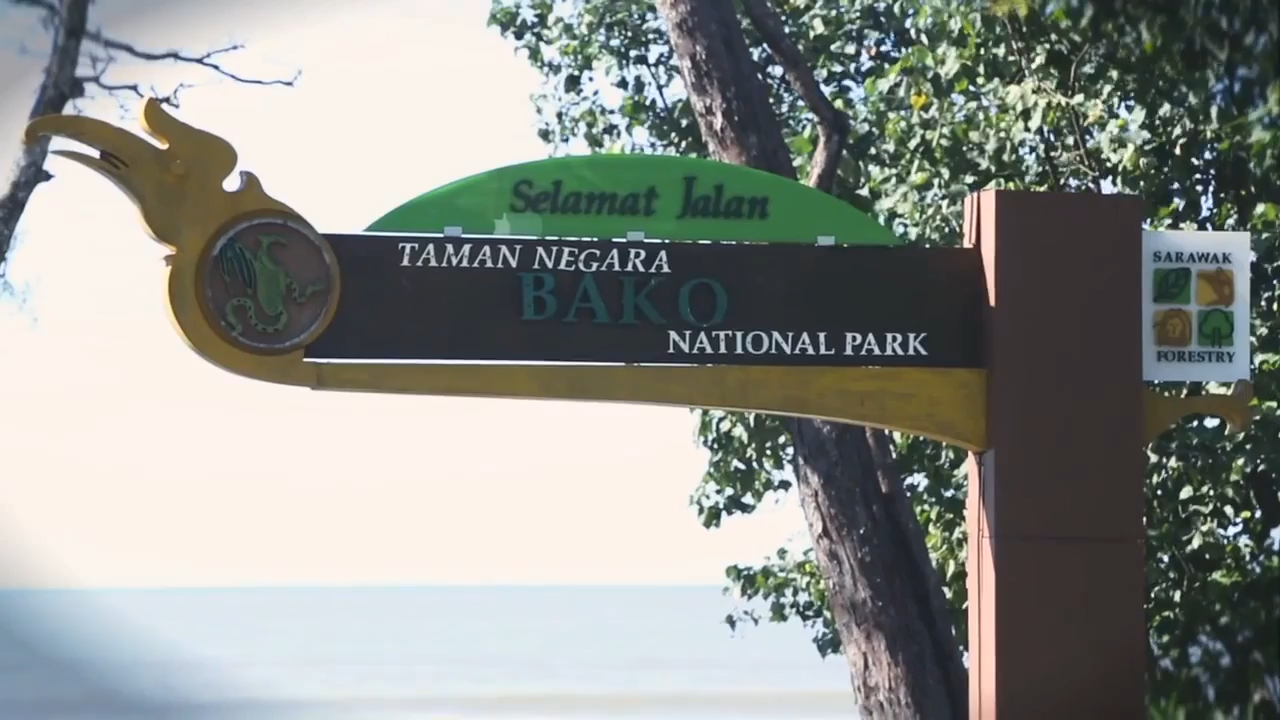 Selamat Jalan
TAMAN NEGARA
BAKO
NATIONAL PARK
SARAWAK
FORESTRY